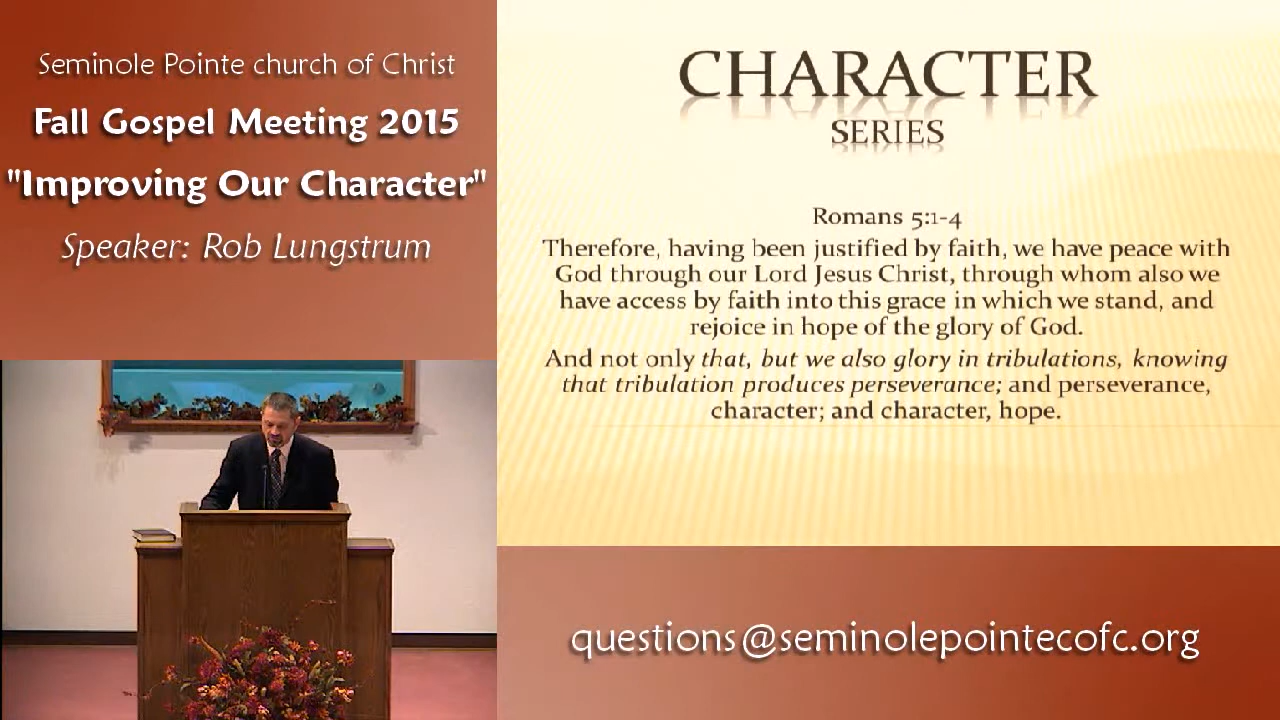 Seminole Pointe church of Christ
Fall Gospel Meeting 2015
"Improving Our Character"
Speaker: Rob Lungstrum
CHARACTER
SERIES
Romans 5:1-4
Therefore, having been justified by faith, we have peace with
God through our Lord Jesus Christ, through whom also we
have access by faith into this grace in which we stand, and
rejoice in hope of the glory of God.
And not only that, but we also glory in tribulations, knowing
that tribulation produces perseverance; and perseverance,
character; and character, hope.
questions@seminolepointecofc.org